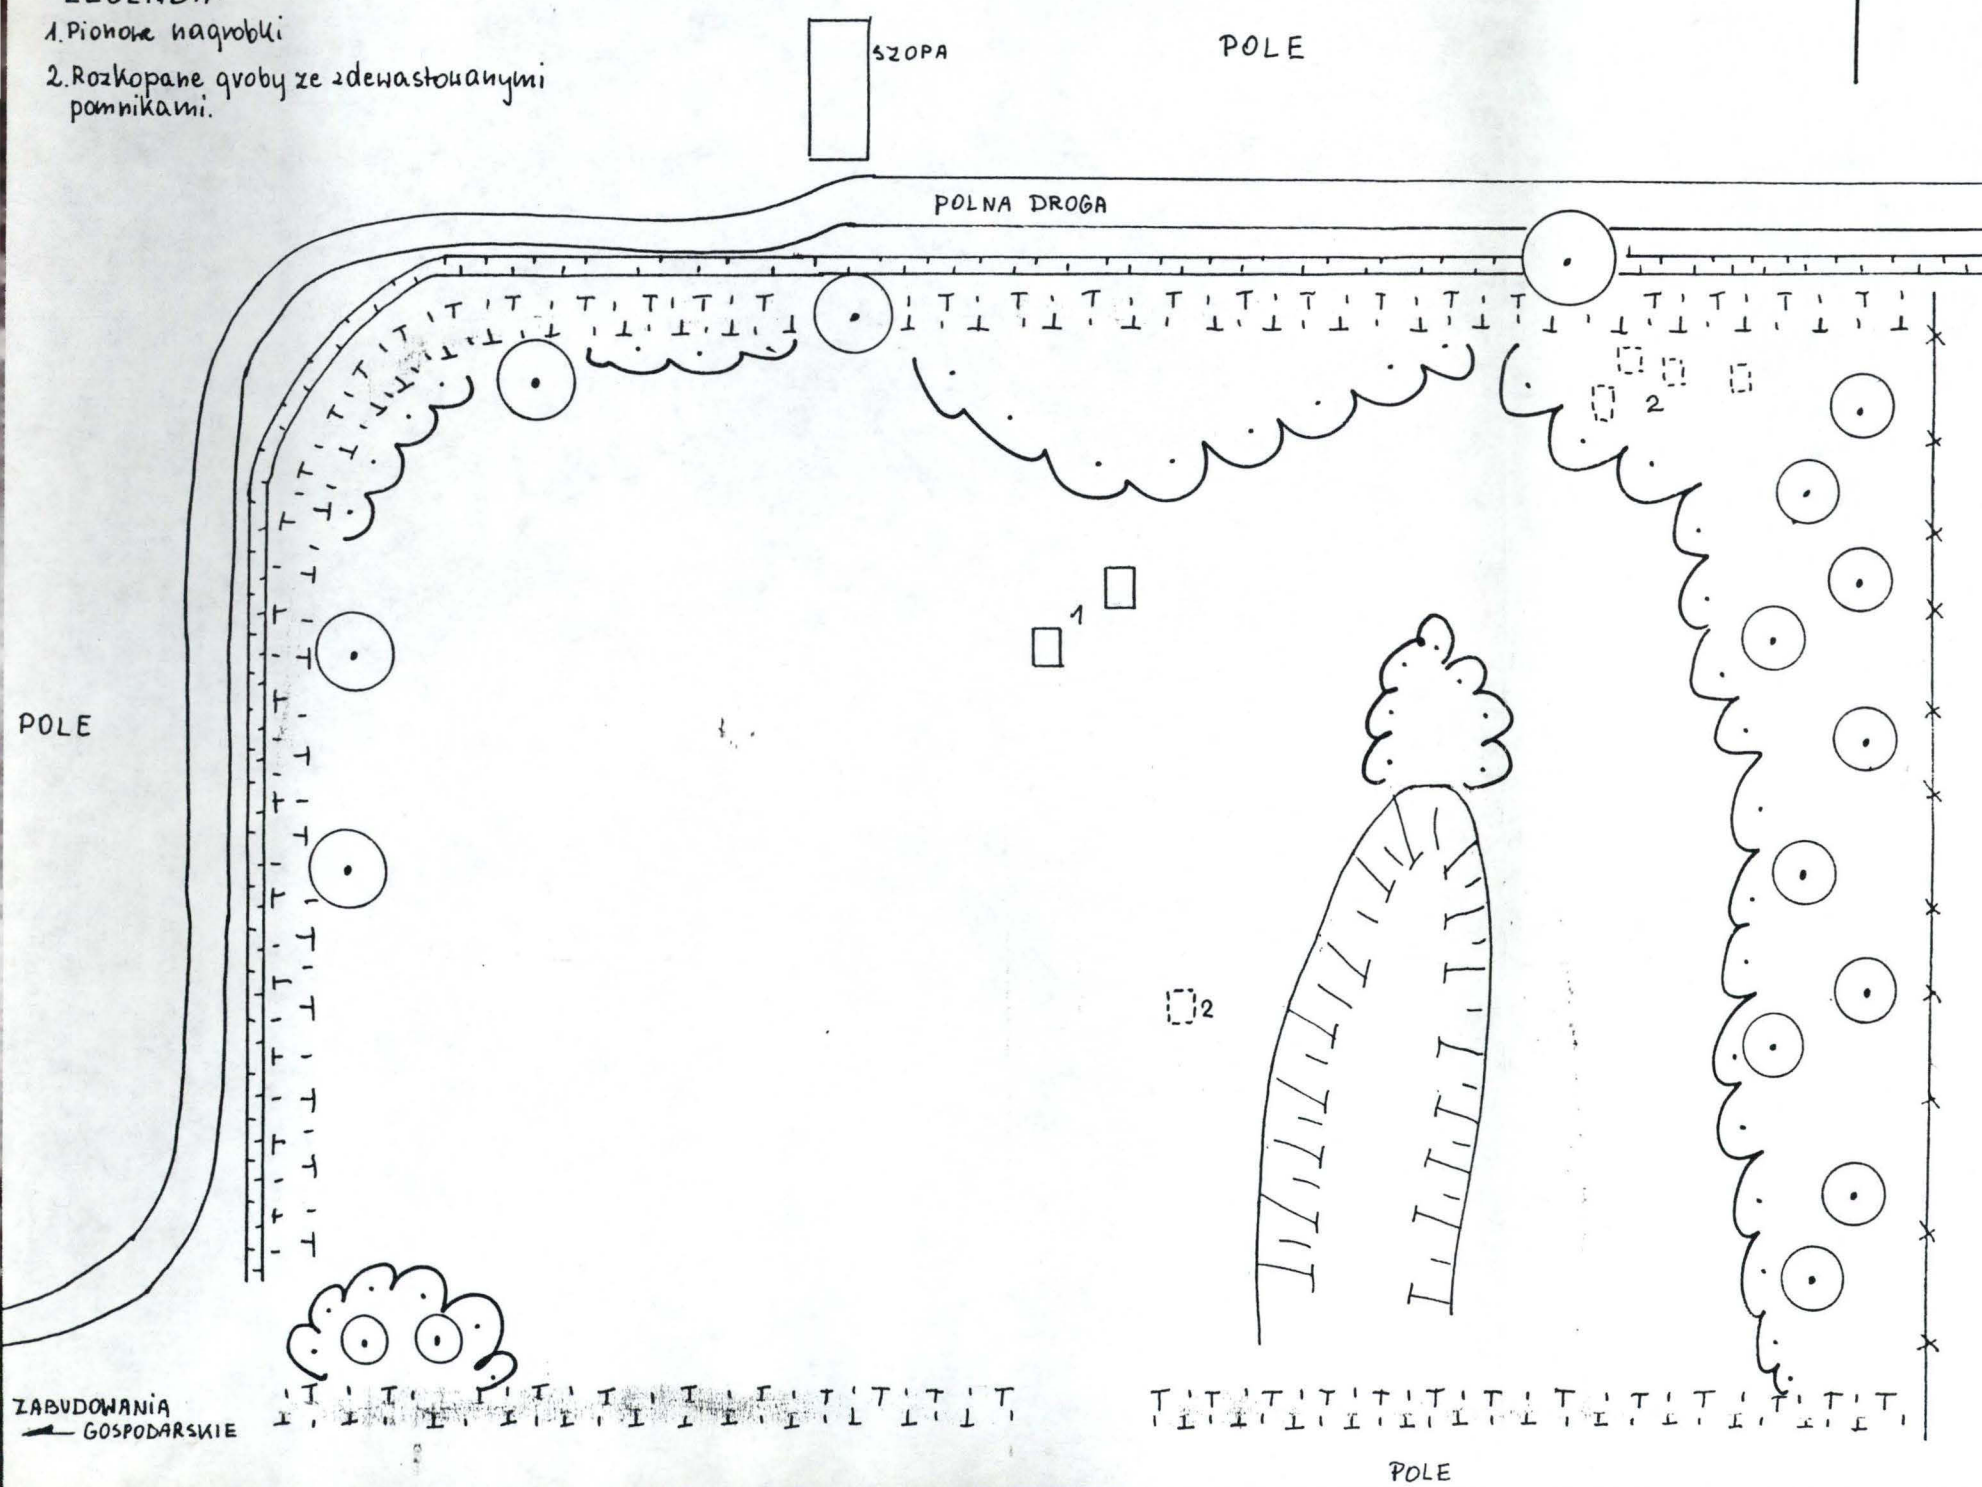 LEGENDA
1. Pionowe nagrobki
2. Rozkopane groby ze zdewastowanymi
pomnikami.
SZOPA
POLE
POLNA DROGA
2
1
POLE
2
ZABUDOWANIA
GOSPODARSKIE
POLE